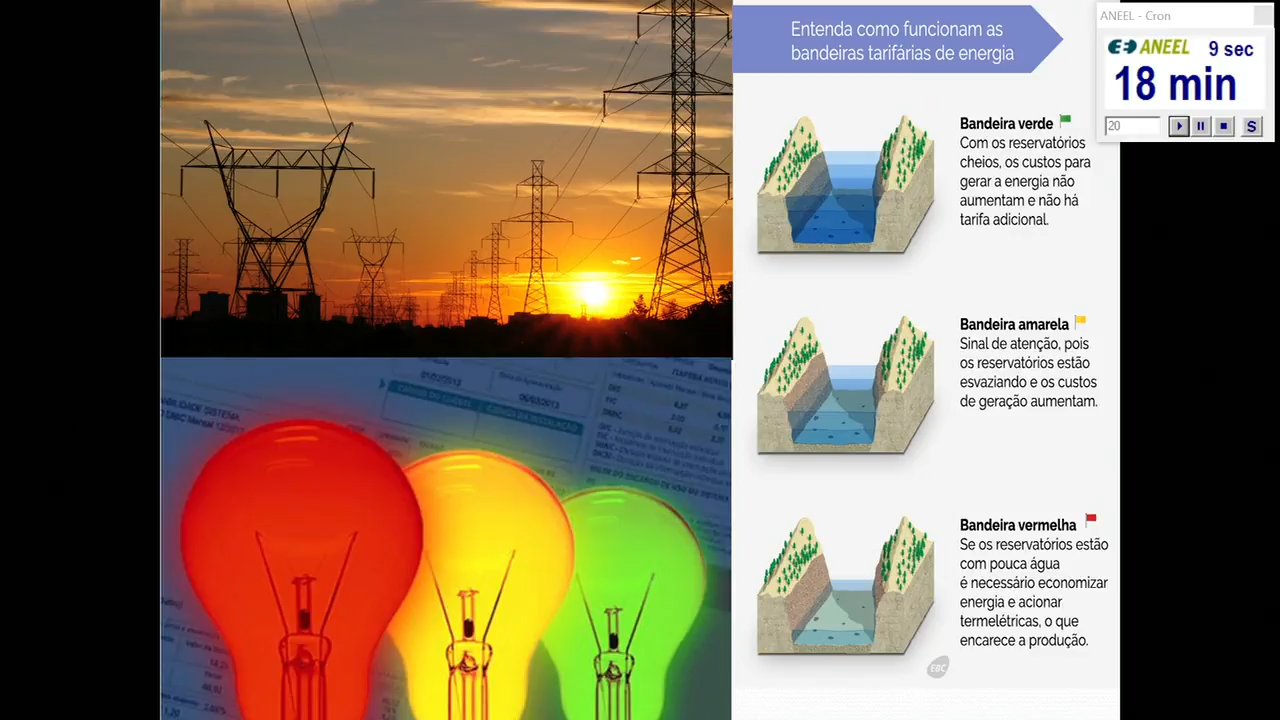 Entenda como funcionam as
bandeiras tarifárias de energia
ANEEL - Cron
ANEEL 9 sec
18 min
20
S
Bandeira verde
Com os reservatórios
cheios, os custos para
gerar a energia não
aumentam e não há
tarifa adicional.
Bandeira amarela
Sinal de atenção, pois
os reservatórios estão
esvaziando e os custos
de geração aumentam.
Bandeira vermelha
Se os reservatórios estão
com pouca água
é necessário economizar
energia e acionar
termelétricas, o que
encarece a produção.
EBC